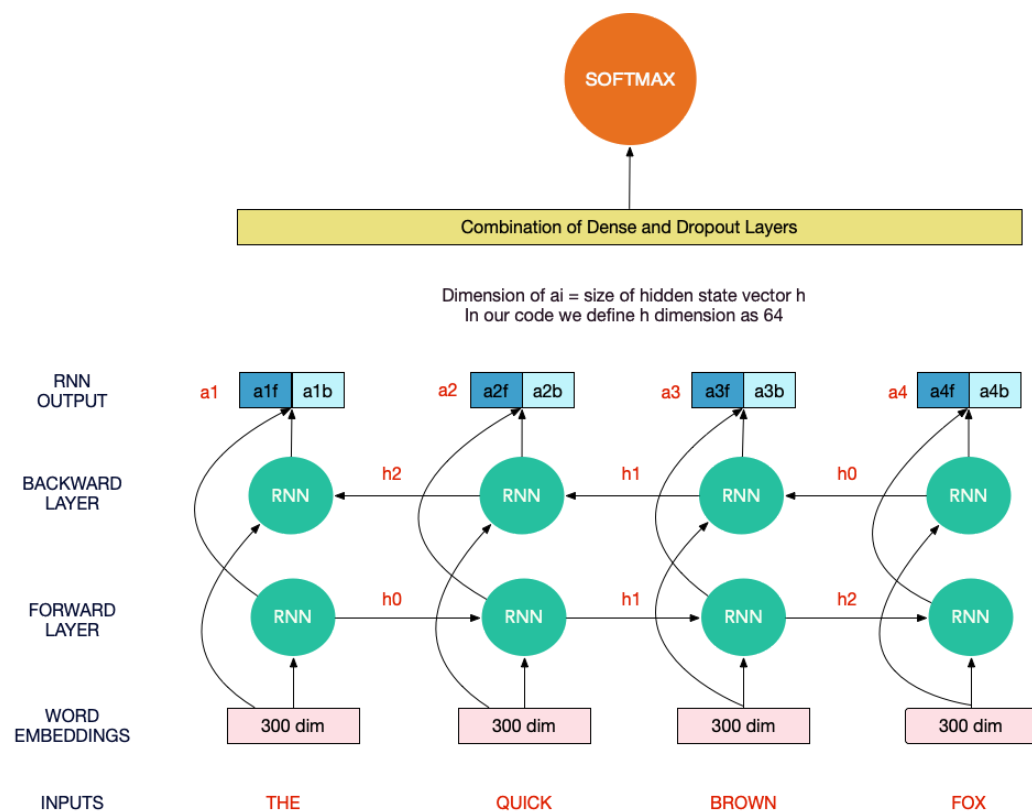 SOFTMAX
Combination of Dense and Dropout Layers
Dimension of ai = size of hidden state vector h
In our code we define h dimension as 64
RNN
OUTPUT
a1 a1f a1b a2 a2f a2b a3 a3f a3b a4 a4f a4b
BACKWARD
LAYER
RNN h2 RNN h1 RNN h0 RNN
FORWARD
LAYER
RNN h0 RNN h1 RNN h2 RNN
WORD
EMBEDDINGS
300 dim 300 dim 300 dim 300 dim
INPUTS THE QUICK BROWN FOX